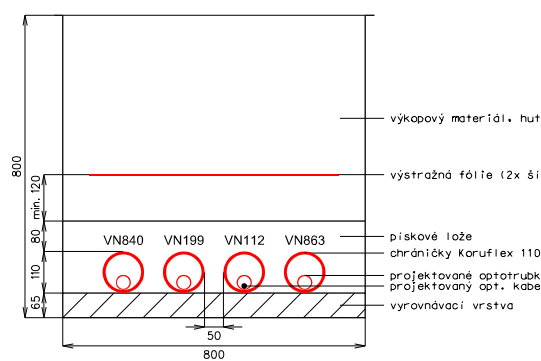 800
výkopový materiál. hut
výstražná fólie (2x ši
min. 120
80
VN840 VN199 VN112 VN863
pískové lože
chráničky Koruflex 110
110
projektované optotrubk
projektovaný opt. kabe
65
vyrovnávací vrstva
50
800